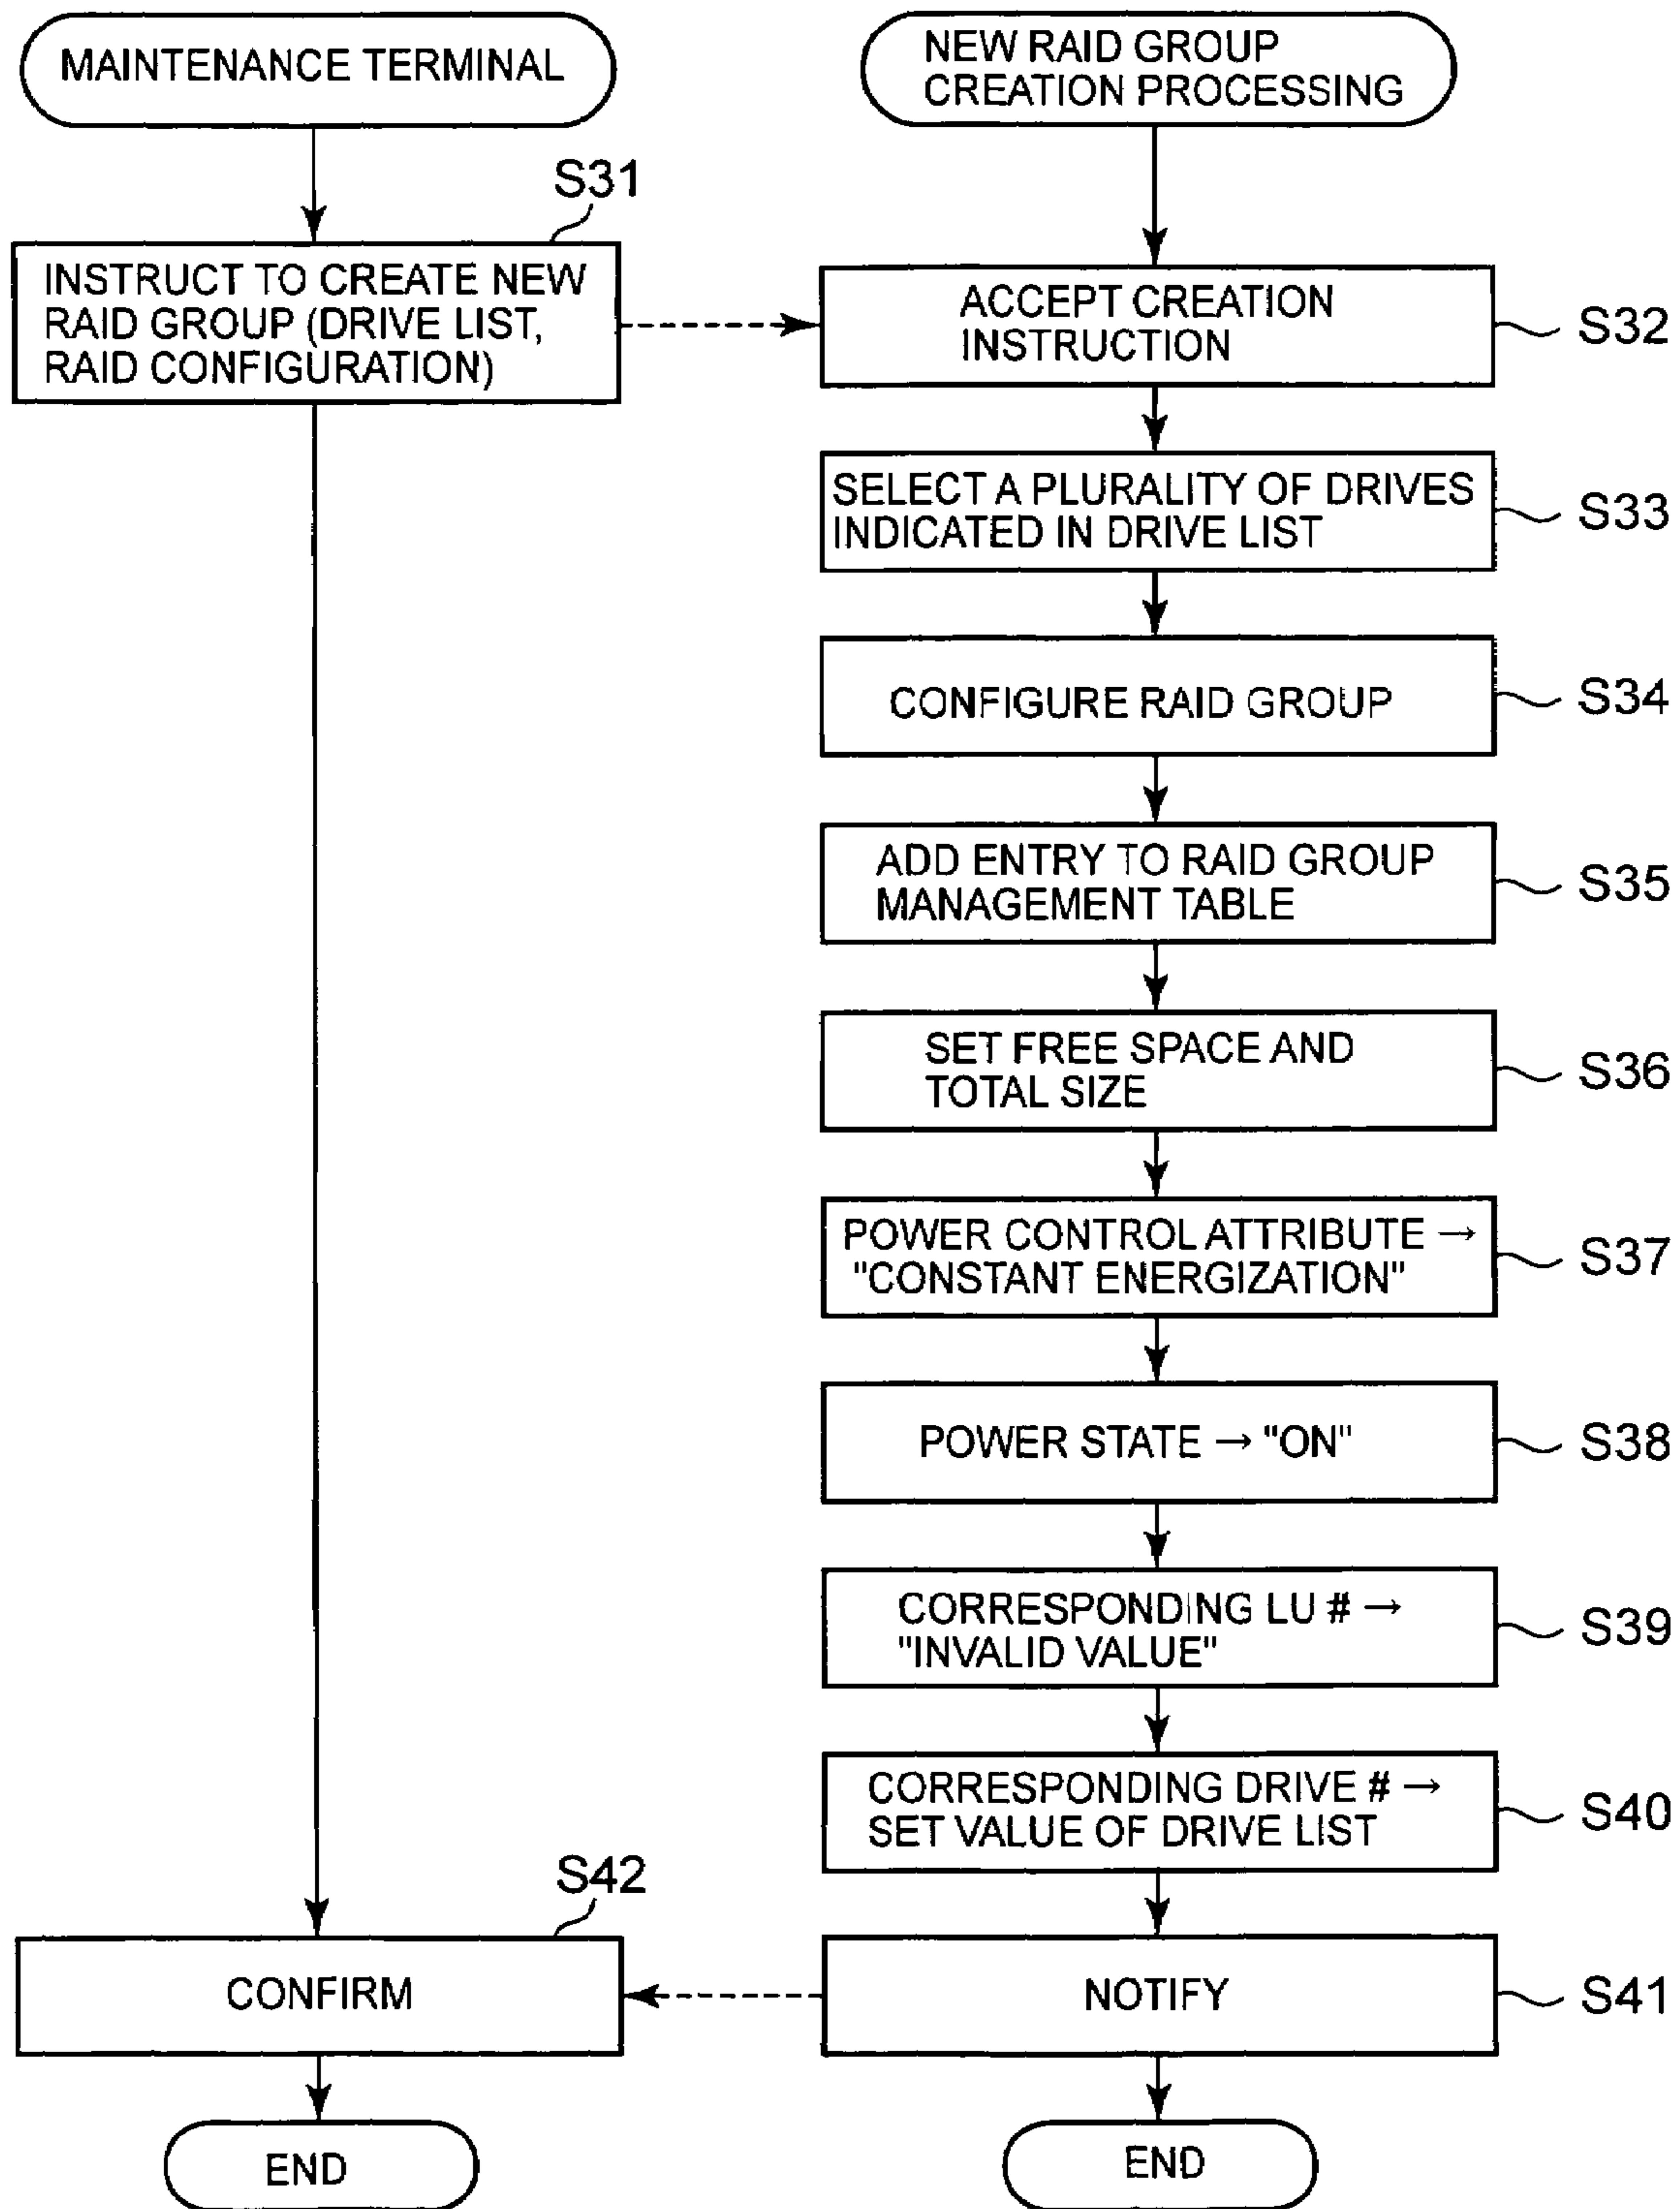 MAINTENANCE TERMINAL
NEW RAID GROUP
CREATION PROCESSING
S31
INSTRUCT TO CREATE NEW
RAID GROUP (DRIVE LIST,
RAID CONFIGURATION)
ACCEPT CREATION
INSTRUCTION
S32
SELECT A PLURALITY OF DRIVES
INDICATED IN DRIVE LIST
S33
CONFIGURE RAID GROUP
S34
ADD ENTRY TO RAID GROUP
MANAGEMENT TABLE
S35
SET FREE SPACE AND
TOTAL SIZE
S36
POWER CONTROL ATTRIBUTE →
"CONSTANT ENERGIZATION"
S37
POWER STATE → "ON"
S38
CORRESPONDING LU # →
"INVALID VALUE"
S39
CORRESPONDING DRIVE # →
SET VALUE OF DRIVE LIST
S40
S42
CONFIRM
NOTIFY
S41
END
END